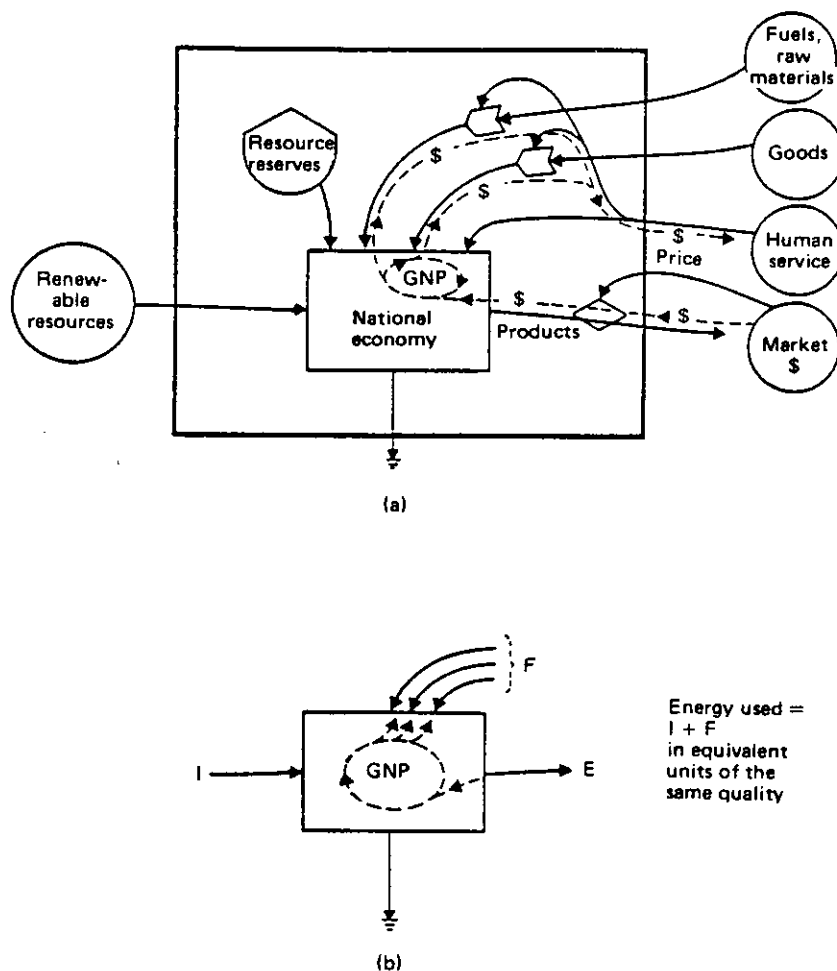 Fuels,
raw
materials
Resource
reserves
$
Goods
$
$
Price
Human
service
Renew-
able
resources
GNP
National
economy
$
Products
$
Market
$
(a)
F
I
GNP
E
Energy used =
I + F
in equivalent
units of the
same quality
(b)